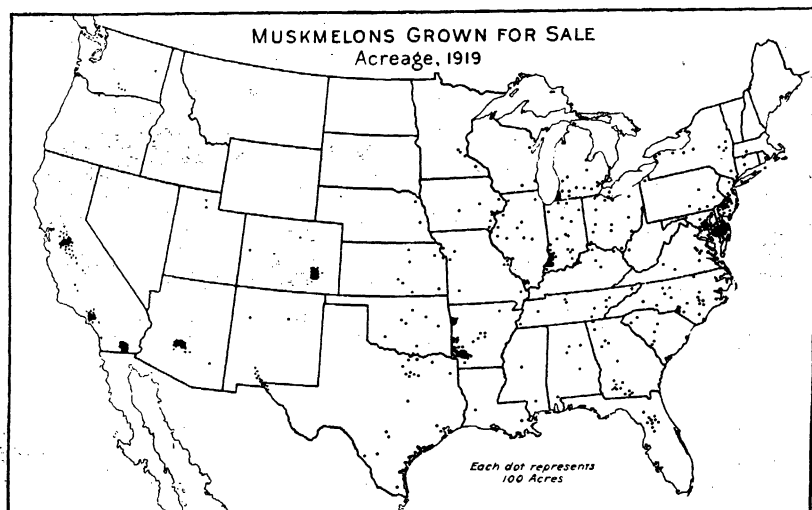 MUSKMELONS GROWN FOR SALE
Acreage, 1919
Each dot represents
100 Acres